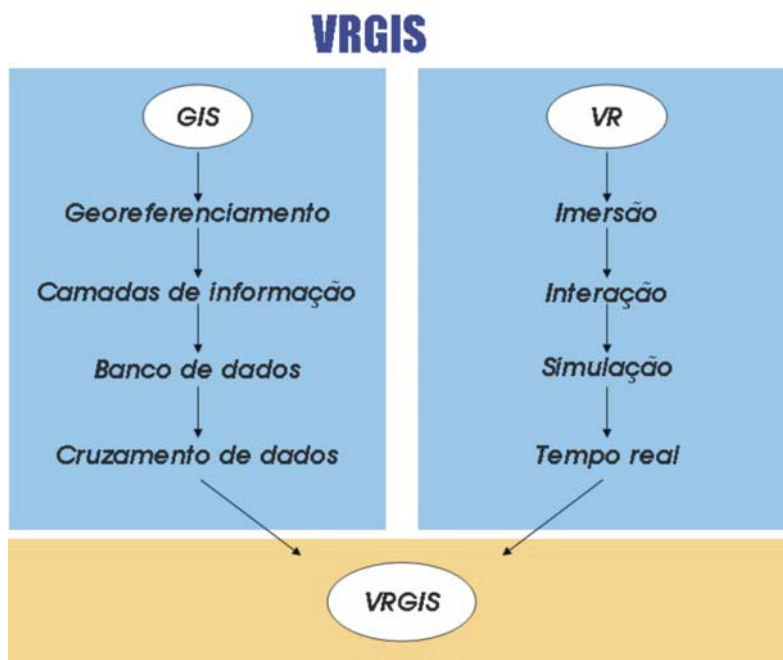 VRGIS
GIS
Georeferenciamento
Camadas de informação
Banco de dados
Cruzamento de dados
VR
Imersão
Interação
Simulação
Tempo real
VRGIS